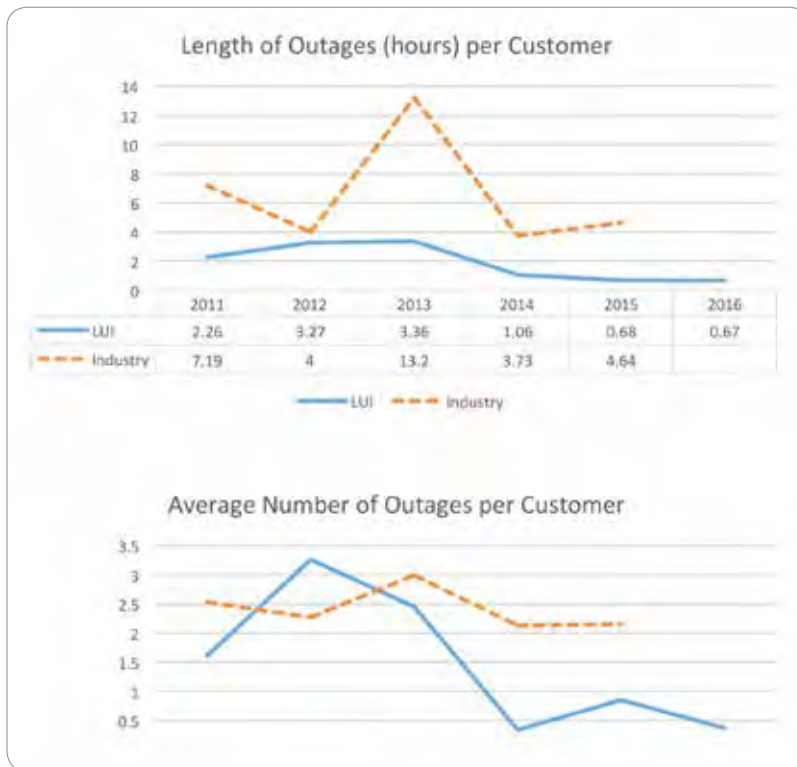 Length of Outages (hours) per Customer
14
12
10
8
6
4
2
0
2011 2012 2013 2014 2015 2016
LUI 2.26 3.27 3.36 1.06 0.68 0.67
Industry 7.19 4 13.2 3.73 4.64
LUI Industry
Average Number of Outages per Customer
3.5
3
2.5
2
1.5
1
0.5